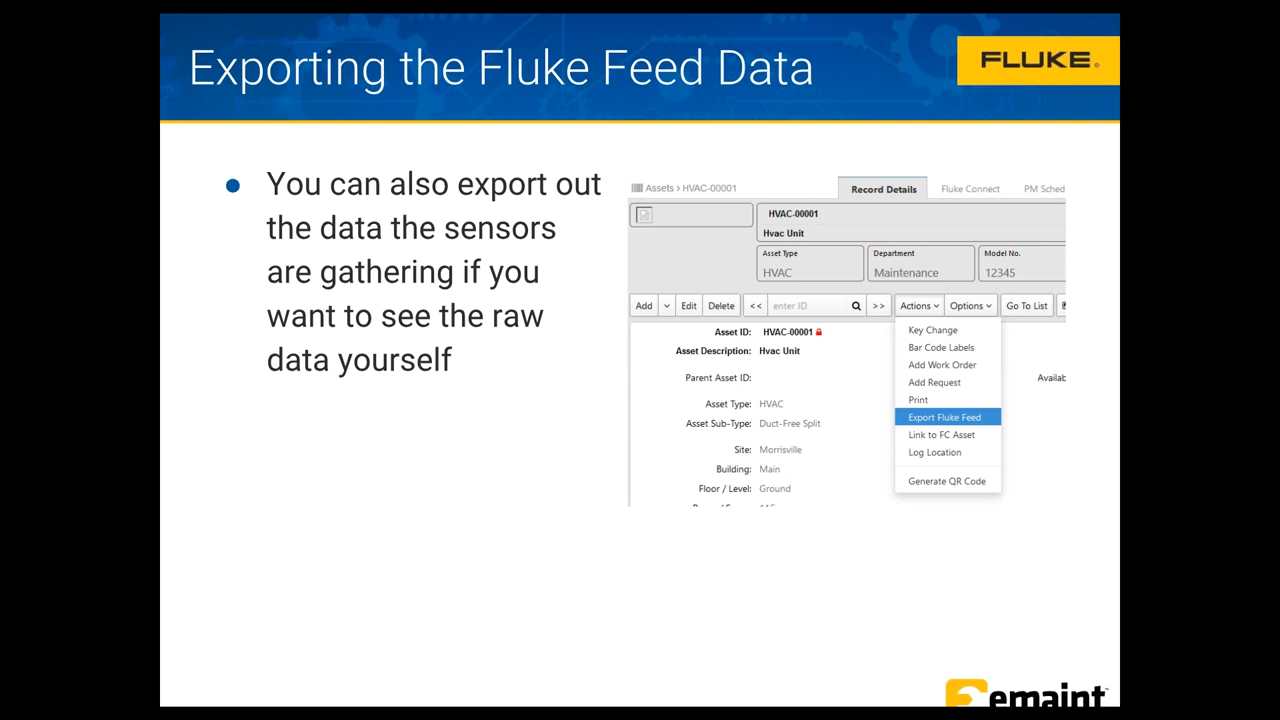 Exporting the Fluke Feed Data
FLUKE®
You can also export out
the data the sensors
are gathering if you
want to see the raw
data yourself
Assets > HVAC-00001
Record Details
Fluke Connect
PM Sched
HVAC-00001
Hvac Unit
Asset Type
HVAC
Department
Maintenance
Model No.
12345
Add
Edit
Delete
<<
enter ID
>>
Actions
Options
Go To List
Asset ID: HVAC-00001
Asset Description: Hvac Unit
Parent Asset ID:
Availab
Asset Type: HVAC
Asset Sub-Type: Duct-Free Split
Site: Morrisville
Building: Main
Floor / Level: Ground
Key Change
Bar Code Labels
Add Work Order
Add Request
Print
Export Fluke Feed
Link to FC Asset
Log Location
Generate QR Code
emaint™